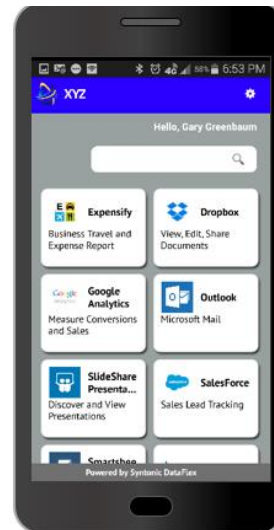 58% 6:53 PM
XYZ
Hello, Gary Greenbaum
Expensify
Business Travel and
Expense Report
Dropbox
View, Edit, Share
Documents
Google
Analytics
Measure Conversions
and Sales
Outlook
Microsoft Mail
SlideShare
Presenta...
Discover and View
Presentations
SalesForce
Sales Lead Tracking
Smartshee
Powered by Syntonic DataFlex